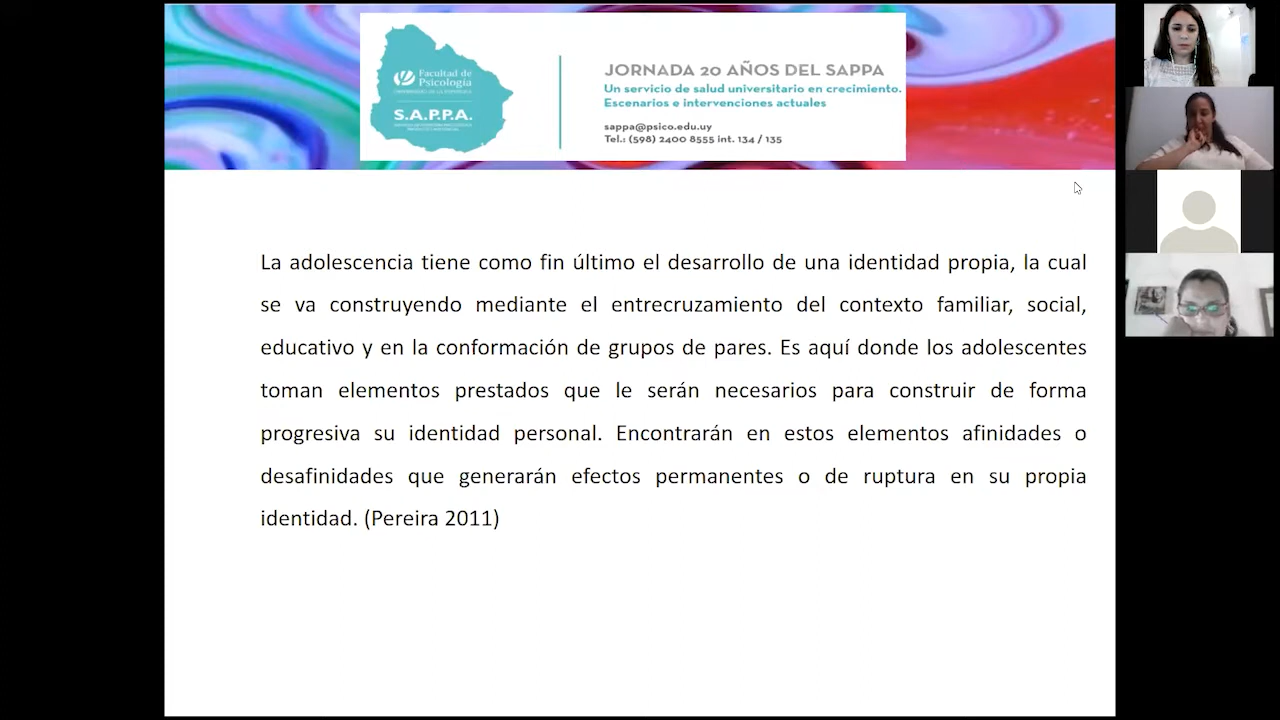 Facultad de
Psicología
UNIVERSIDAD DE LA REPÚBLICA
S.A.P.P.A.
JORNADA 20 AÑOS DEL SAPPA
Un servicio de salud universitario en crecimiento.
Escenarios e intervenciones actuales
sappa@psico.edu.uy
Tel.: (598) 2400 8555 int. 134 / 135
La adolescencia tiene como fin último el desarrollo de una identidad propia, la cual
se va construyendo mediante el entrecruzamiento del contexto familiar, social,
educativo y en la conformación de grupos de pares. Es aquí donde los adolescentes
toman elementos prestados que le serán necesarios para construir de forma
progresiva su identidad personal. Encontrarán en estos elementos afinidades o
desafinidades que generarán efectos permanentes o de ruptura en su propia
identidad. (Pereira 2011)